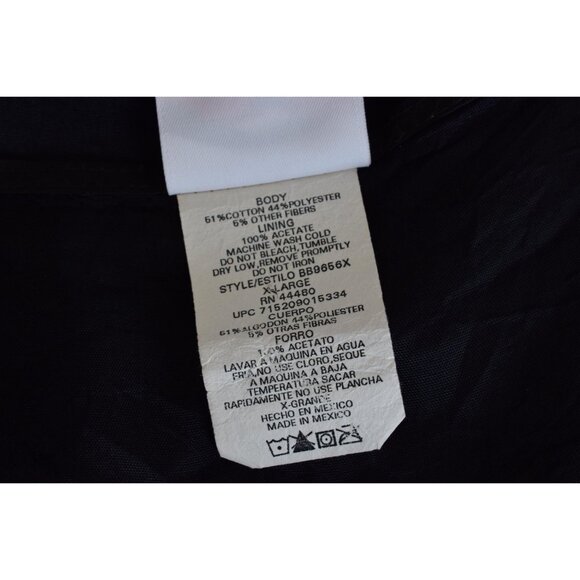 BODY
51%COTTON 44%POLYESTER
5% OTHER FIBERS
LINING
100% ACETATE
MACHINE WASH COLD
DO NOT BLEACH,TUMBLE
DRY LOW,REMOVE PROMPTLY
DO NOT IRON
STYLE/ESTILO BB9656X
X-LARGE
RN 44480
UPC 715209015334
CUERPO
51%ALGODON 44%POLIESTER
5% OTRAS FIBRAS
FORRO
100% ACETATO
LAVAR A MAQUINA EN AGUA
FRIA,NO USE CLORO,SEQUE
A MAQUINA A BAJA
TEMPERATURA SACAR
RAPIDAMENTE NO USE PLANCHA
X-GRANDE
HECHO EN MEXICO
MADE IN MEXICO